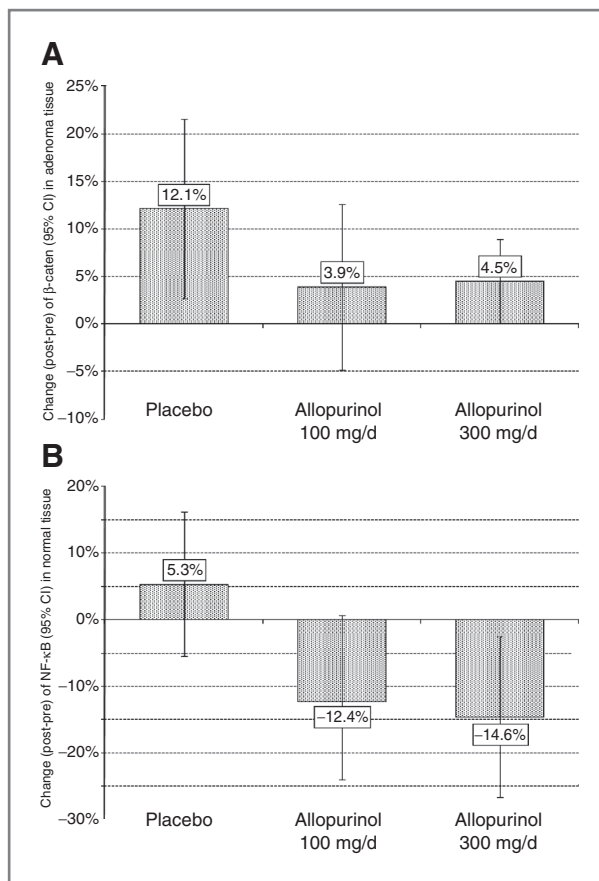 A
Change (post-pre) of β-caten (95% CI) in adenoma tissue
25%
20%
15%
10%
5%
0%
−5%
−10%
12.1%
3.9%
4.5%
Placebo
Allopurinol
100 mg/d
Allopurinol
300 mg/d
B
Change (post-pre) of NF-κB (95% CI) in normal tissue
20%
10%
0%
−10%
−20%
−30%
5.3%
−12.4%
−14.6%
Placebo
Allopurinol
100 mg/d
Allopurinol
300 mg/d